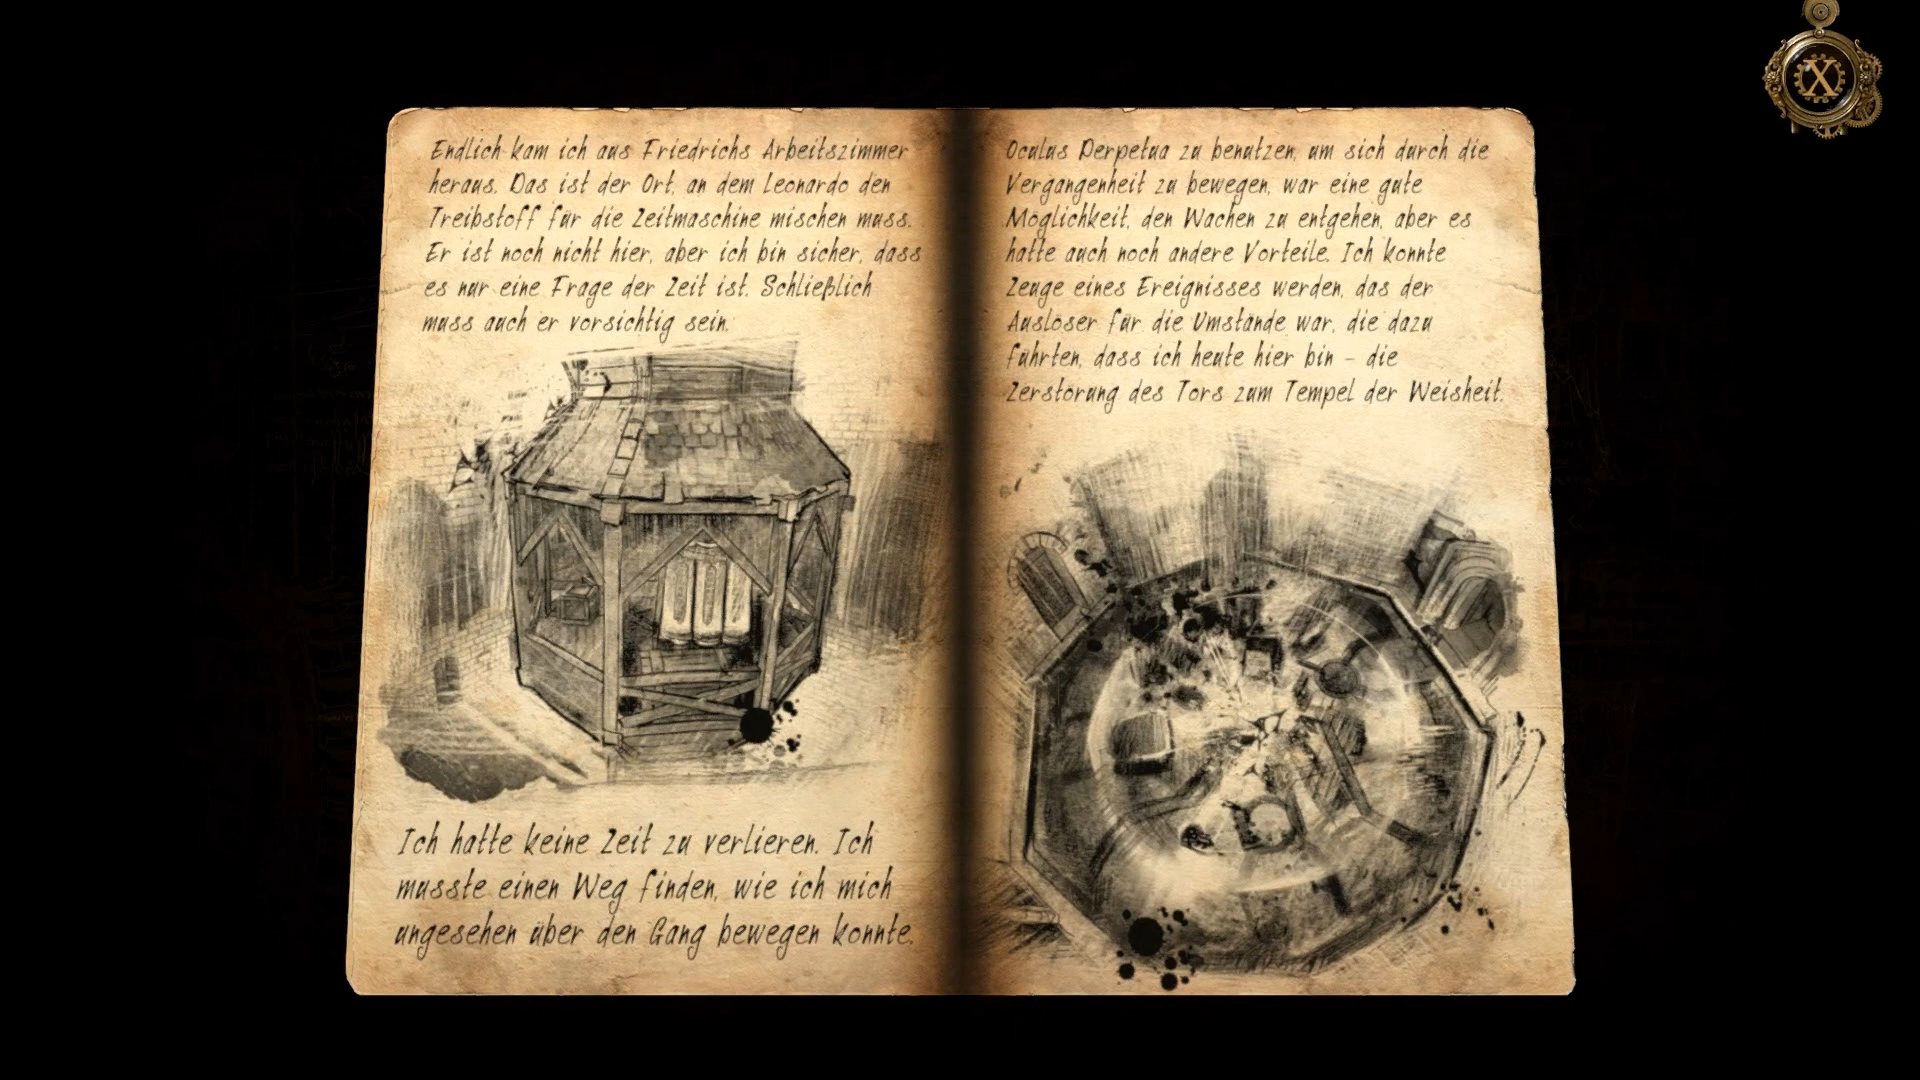 Endlich kam ich aus Friedrichs Arbeitszimmer
heraus. Das ist der Ort, an dem Leonardo den
Treibstoff für die Zeitmaschine mischen muss.
Er ist noch nicht hier, aber ich bin sicher, dass
es nur eine Frage der Zeit ist. Schließlich
muss auch er vorsichtig sein.
Ich hatte keine Zeit zu verlieren. Ich
musste einen Weg finden, wie ich mich
ungesehen über den Gang bewegen konnte.
Oculus Perpetua zu benutzen, um sich durch die
Vergangenheit zu bewegen, war eine gute
Möglichkeit, den Wachen zu entgehen, aber es
hatte auch noch andere Vorteile. Ich konnte
Zeuge eines Ereignisses werden, das der
Auslöser für die Umstände war, die dazu
führten, dass ich heute hier bin – die
Zerstörung des Tors zum Tempel der Weisheit.
X